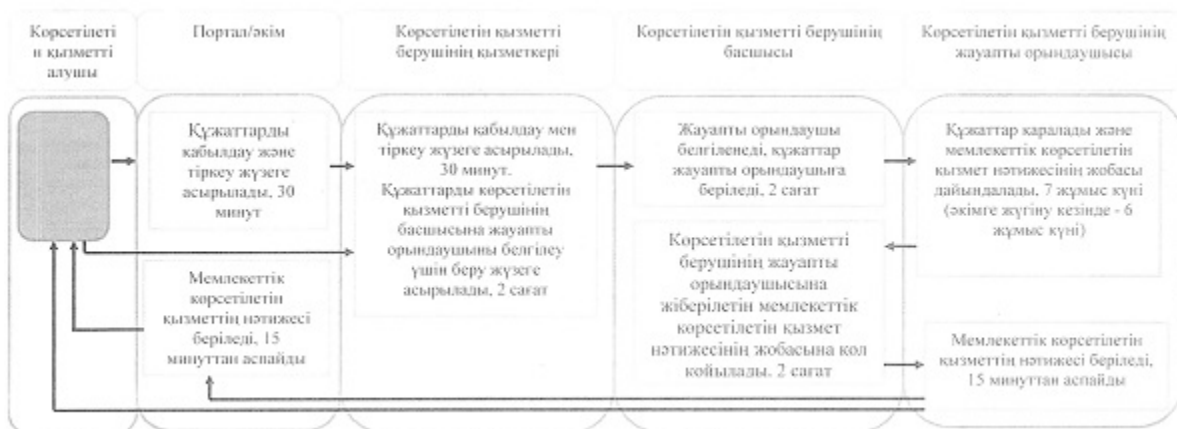 Көрсетілеті
н қызметті
алушы
Портал/әкім
Көрсетілетін қызметті
берушінің қызметкері
Көрсетілетін қызметті берушінің
басшысы
Көрсетілетін қызметті берушінің
жауапты орындаушысы
Құжаттарды
қабылдау және
тіркеу жүзеге
асырылады, 30
минут
Мемлекеттік
көрсетілетін
қызметтің нәтижесі
беріледі, 15
минуттан аспайды
Құжаттарды қабылдау мен
тіркеу жүзеге асырылады,
30 минут.
Құжаттарды көрсетілетін
қызметті берушінің
басшысына жауапты
орындаушыны белгілеу
үшін беру жүзеге
асырылады, 2 сағат
Жауапты орындаушы
белгіленеді, құжаттар
жауапты орындаушыға
беріледі, 2 сағат
Көрсетілетін қызметті
берушінің жауапты
орындаушысына
жіберілетін мемлекеттік
көрсетілетін қызмет
нәтижесінің жобасына қол
қойылады. 2 сағат
Құжаттар қаралады және
мемлекеттік көрсетілетін
қызмет нәтижесінің жобасы
дайындалады, 7 жұмыс күні
(әкімге жүгіну кезінде - 6
жұмыс күні)
Мемлекеттік көрсетілетін
қызметтің нәтижесі беріледі,
15 минуттан аспайды